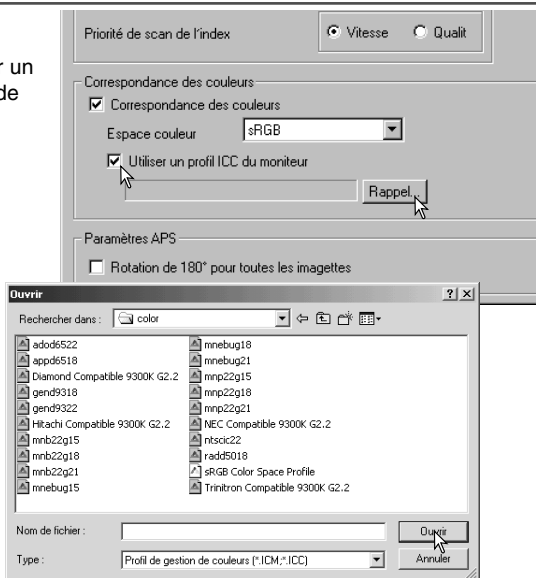 r un
de
Priorité de scan de l'index Vitesse Qualit
Correspondance des couleurs
Correspondance des couleurs
Espace couleur sRGB
Utiliser un profil ICC du moniteur
Rappel...
Paramètres APS
Rotation de 180° pour toutes les imagettes
Ouvrir
Rechercher dans : color
adod6522 mnebug18
appd6518 mnebug21
Diamond Compatible 9300K G2.2 mnp22g15
gend9318 mnp22g18
gend9322 mnp22g21
Hitachi Compatible 9300K G2.2 NEC Compatible 9300K G2.2
mnb22g15 ntscic22
mnb22g18 radd5018
mnb22g21 sRGB Color Space Profile
mnebug15 Trinitron Compatible 9300K G2.2
Nom de fichier : Ouvrir
Type : Profil de gestion de couleurs (*.ICM;*.ICC) Annuler